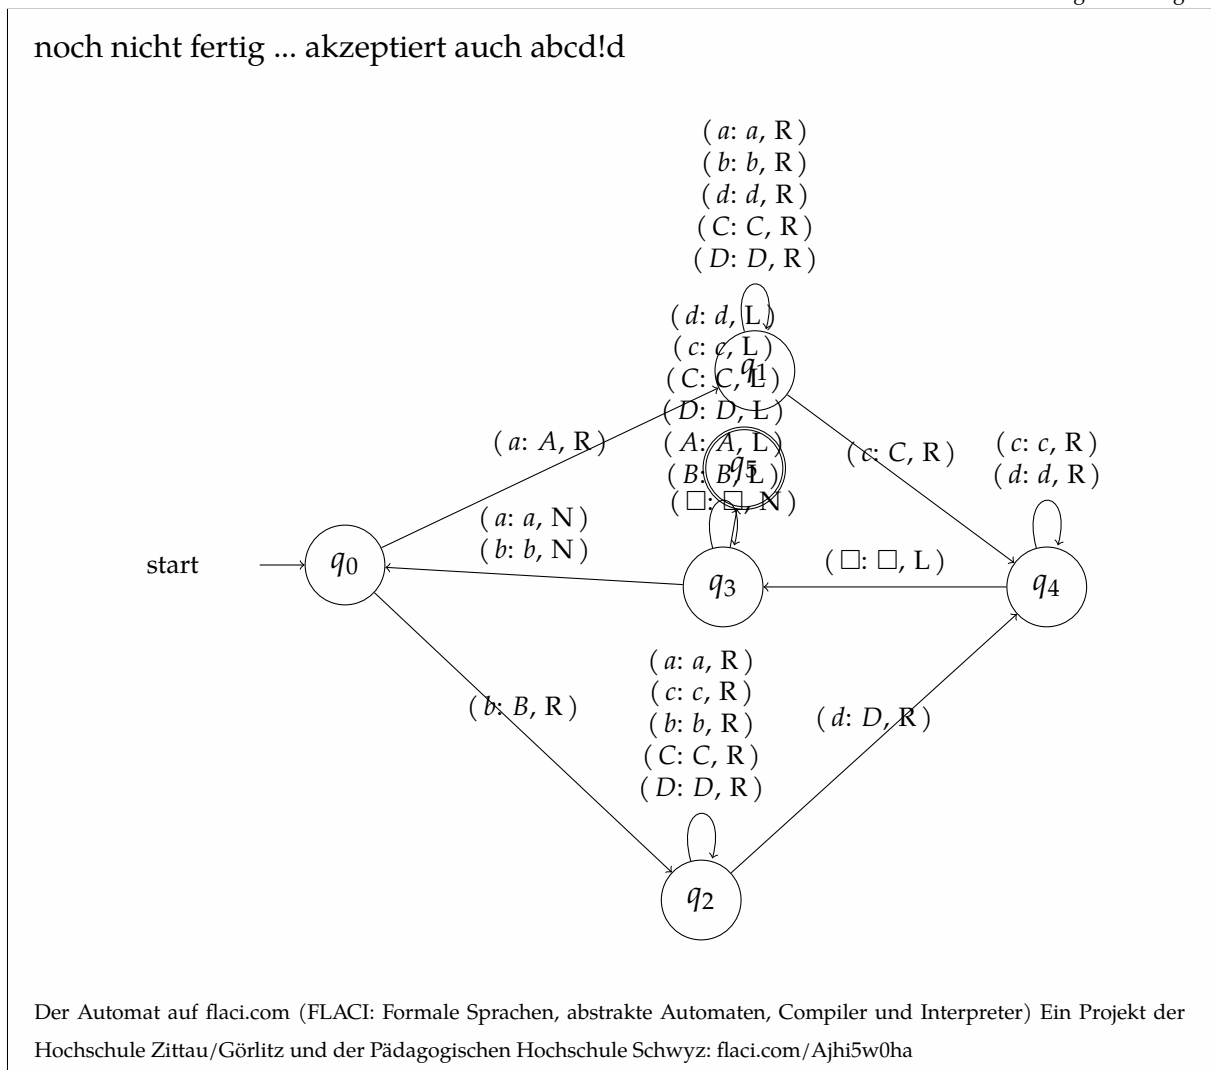 noch nicht fertig ... akzeptiert auch abcd!d
( a: a, R )
( b: b, R )
( d: d, R )
( C: C, R )
( D: D, R )
( d: d, L )
( c: c, L )
q1
( C: C, L )
( D: D, L )
( A: A, L )
q5
( B: B, L )
( □: □, N )
( a: A, R )
( c: C, R )
( c: c, R )
( d: d, R )
( a: a, N )
( b: b, N )
start
q0
q3
( □: □, L )
q4
( a: a, R )
( c: c, R )
( b: b, R )
( C: C, R )
( D: D, R )
( b: B, R )
( d: D, R )
q2
Der Automat auf flaci.com (FLACI: Formale Sprachen, abstrakte Automaten, Compiler und Interpreter) Ein Projekt der
Hochschule Zittau/Görlitz und der Pädagogischen Hochschule Schwyz: flaci.com/Ajhi5w0ha